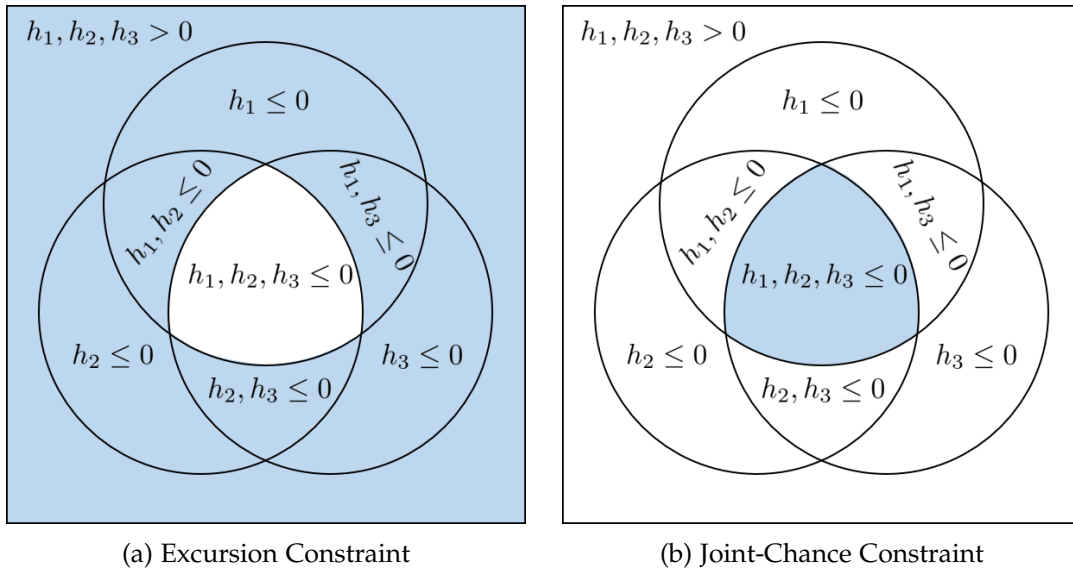 h₁, h₂, h₃ > 0
h₁ ≤ 0
h₁, h₂ ≤ 0
h₁, h₃ ≤ 0
h₁, h₂, h₃ ≤ 0
h₂ ≤ 0
h₃ ≤ 0
h₂, h₃ ≤ 0
(a) Excursion Constraint
h₁, h₂, h₃ > 0
h₁ ≤ 0
h₁, h₂ ≤ 0
h₁, h₃ ≤ 0
h₁, h₂, h₃ ≤ 0
h₂ ≤ 0
h₃ ≤ 0
h₂, h₃ ≤ 0
(b) Joint-Chance Constraint